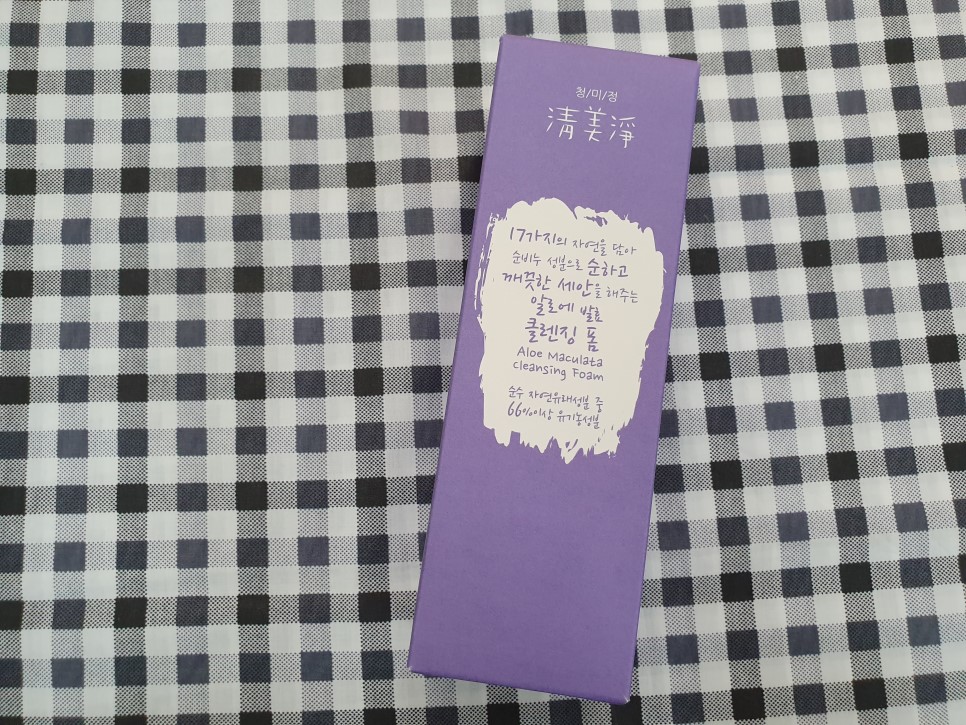 청/미/정
淸美淨
17가지의 자연을 담아
순비누 성분으로 순하고
깨끗한 세안을 해주는
알로에 발효
클렌징 폼
Aloe Maculata
Cleansing Foam
순수 자연유래성분 중
66%이상 유기농성분